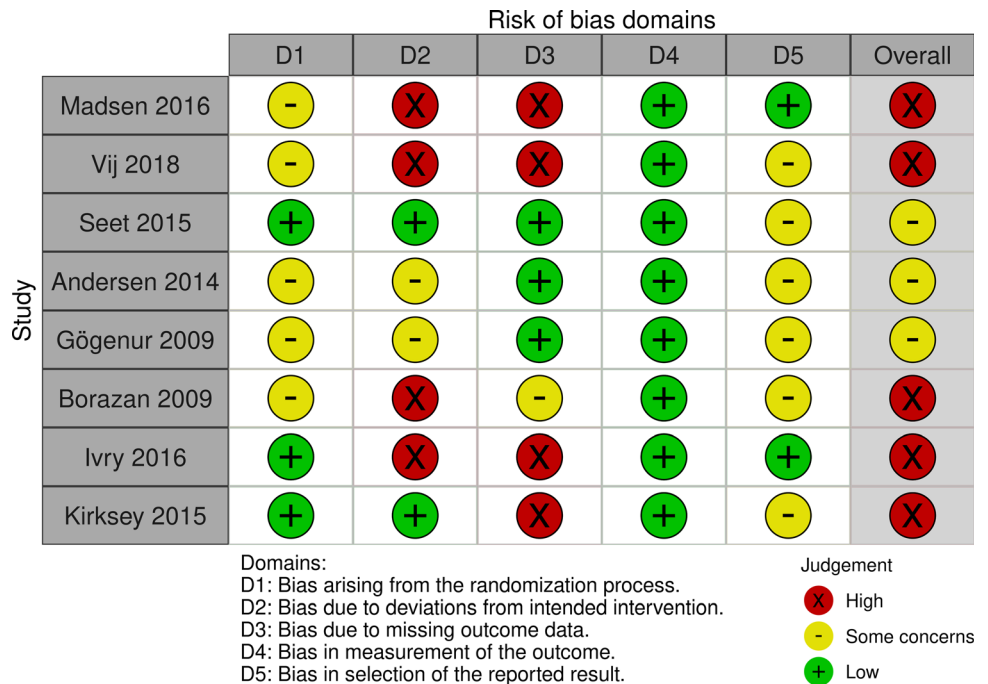 Risk of bias domains
D1 D2 D3 D4 D5 Overall
Study
Madsen 2016 - X X + + X
Vij 2018 - X X + - X
Seet 2015 + + + + - -
Andersen 2014 - - + + - -
Gögenur 2009 - - + + - -
Borazan 2009 - X - + - X
Ivry 2016 + X X + + X
Kirksey 2015 + + X + - X
Domains:
D1: Bias arising from the randomization process.
D2: Bias due to deviations from intended intervention.
D3: Bias due to missing outcome data.
D4: Bias in measurement of the outcome.
D5: Bias in selection of the reported result.
Judgement
X High
- Some concerns
+ Low